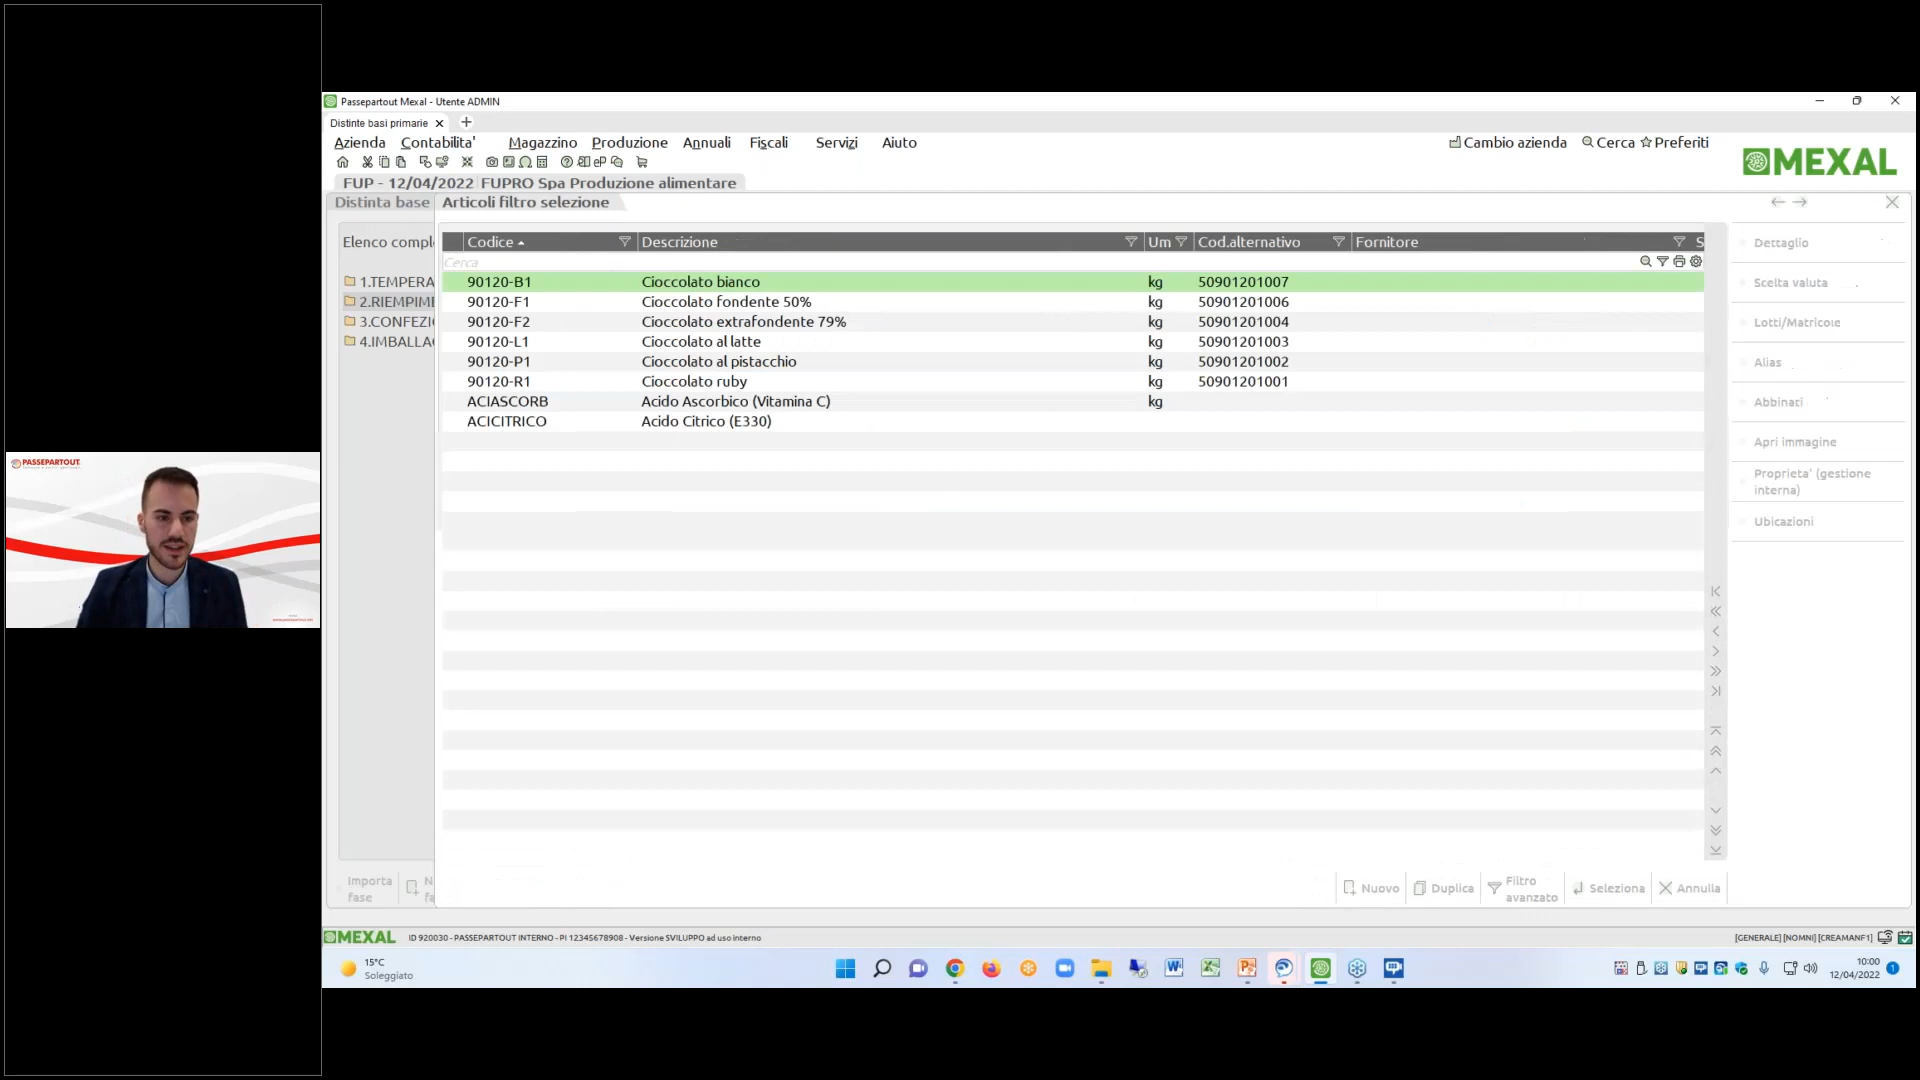 PASSEPARTOUT
Passepartout Mexal - Utente ADMIN
Distinte basi primarie
Azienda Contabilita' Magazzino Produzione Annuali Fiscali Servizi Aiuto
Cambio azienda Cerca Preferiti
MEXAL
FUP - 12/04/2022 FUPRO Spa Produzione alimentare
Distinta base Articoli filtro selezione
Elenco comple
1.TEMPERA
2.RIEMPIME
3.CONFEZIO
4.IMBALLAG
Codice Descrizione Um Cod.alternativo Fornitore S
Cerca
90120-B1 Cioccolato bianco kg 50901201007
90120-F1 Cioccolato fondente 50% kg 50901201006
90120-F2 Cioccolato extrafondente 79% kg 50901201004
90120-L1 Cioccolato al latte kg 50901201003
90120-P1 Cioccolato al pistacchio kg 50901201002
90120-R1 Cioccolato ruby kg 50901201001
ACIASCORB Acido Ascorbico (Vitamina C) kg
ACICITRICO Acido Citrico (E330)
Dettaglio
Scelta valuta
Lotti/Matricole
Alias
Abbinati
Apri immagine
Proprieta' (gestione
interna)
Ubicazioni
Importa
fase
N
fa
Nuovo
Duplica
Filtro
avanzato
Seleziona
Annulla
MEXAL ID 920030 - PASSEPARTOUT INTERNO - PI 12345678908 - Versione SVILUPPO ad uso interno
[GENERALE] [NOMNI] [CREAMANF1]
15°C
Soleggiato
10:00
12/04/2022
1